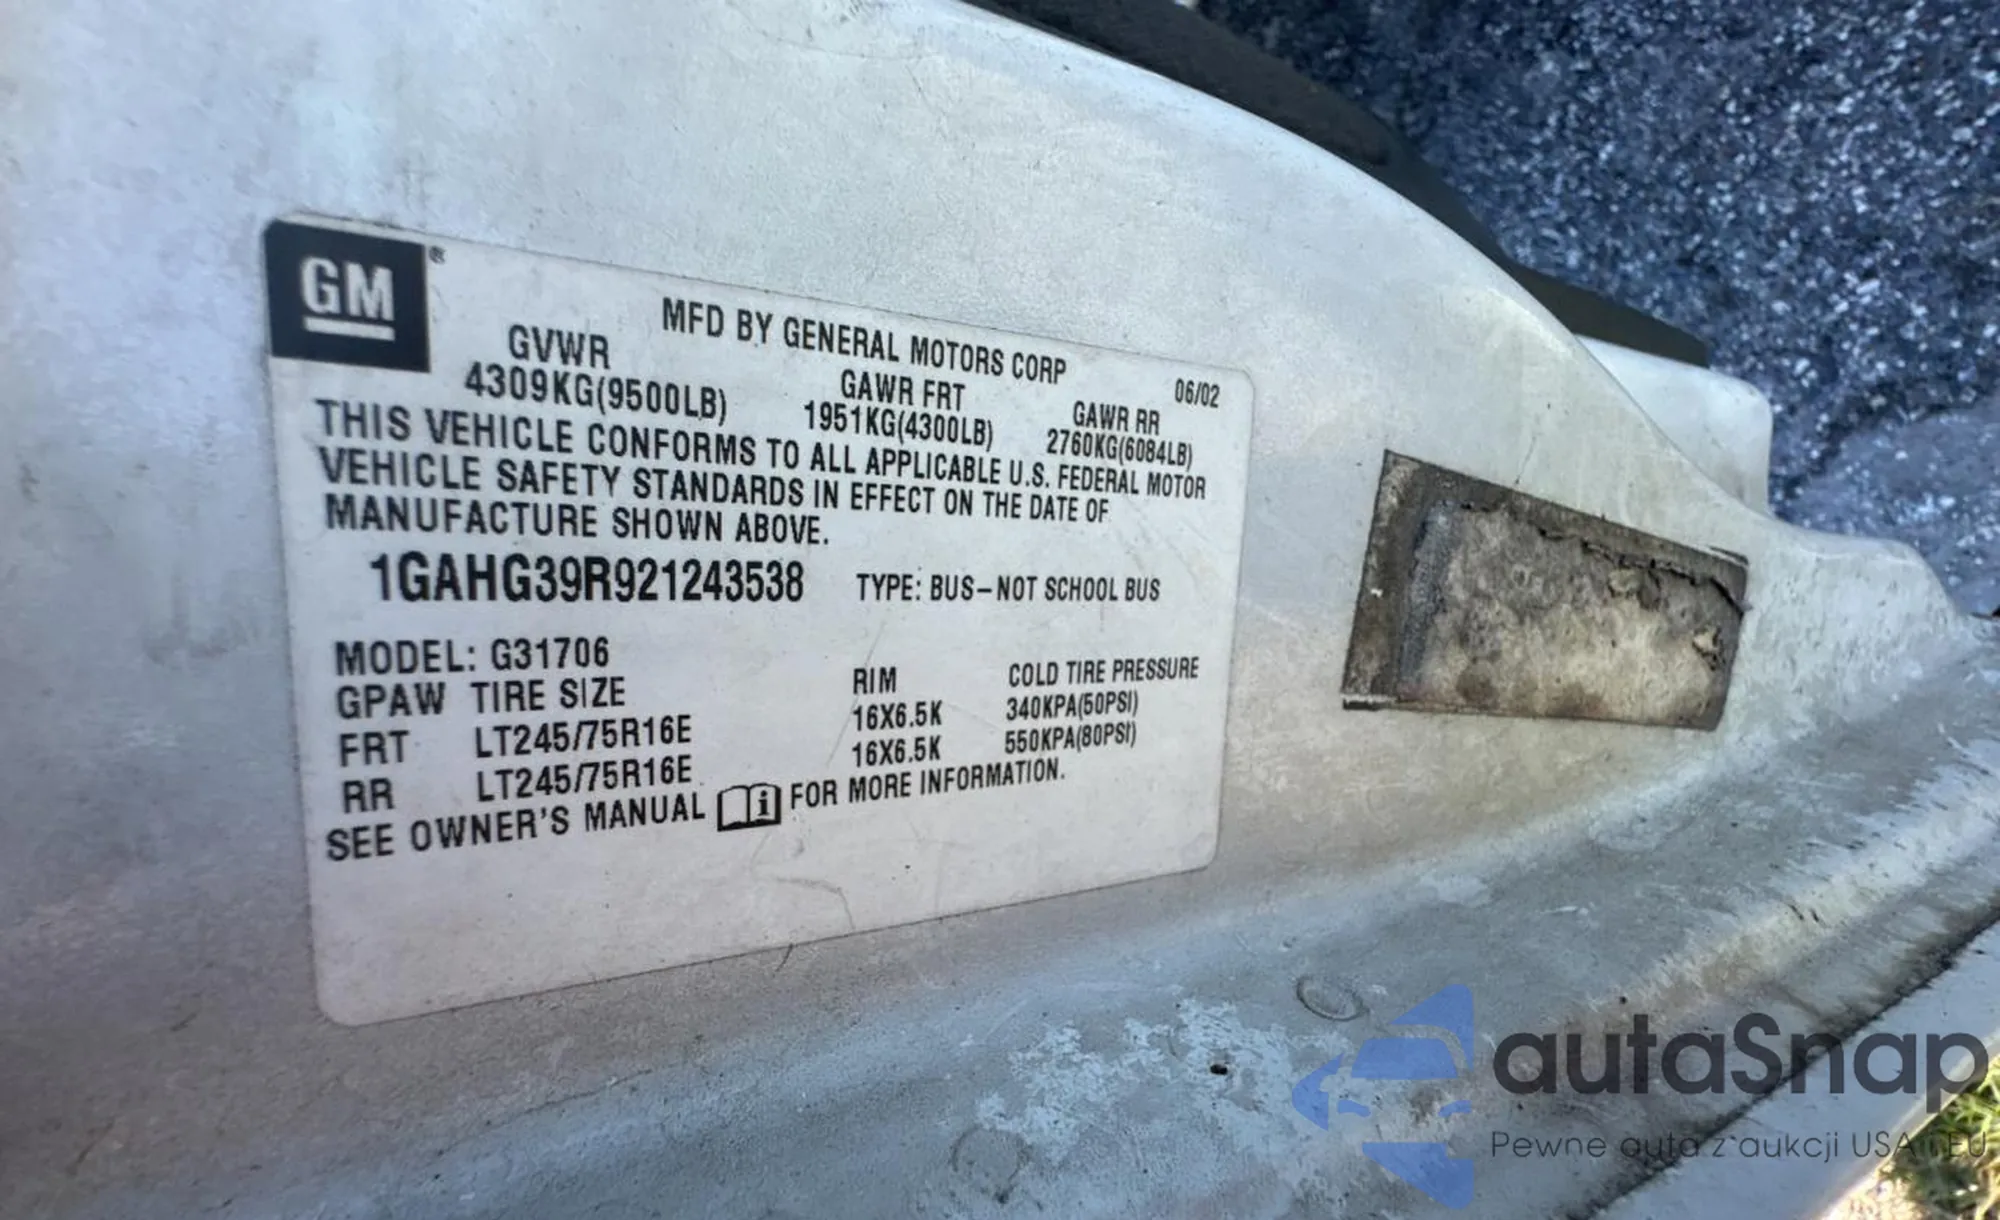 GM®
MFD BY GENERAL MOTORS CORP 06/02
GVWR GAWR FRT GAWR RR
4309KG(9500LB) 1951KG(4300LB) 2760KG(6084LB)
THIS VEHICLE CONFORMS TO ALL APPLICABLE U.S. FEDERAL MOTOR
VEHICLE SAFETY STANDARDS IN EFFECT ON THE DATE OF
MANUFACTURE SHOWN ABOVE.
1GAHG39R921243538 TYPE: BUS-NOT SCHOOL BUS
MODEL: G31706
GPAW TIRE SIZE RIM COLD TIRE PRESSURE
FRT LT245/75R16E 16X6.5K 340KPA(50PSI)
RR LT245/75R16E 16X6.5K 550KPA(80PSI)
SEE OWNER'S MANUAL i FOR MORE INFORMATION.
autaSnap
Pewne auta z aukcji USA i EU